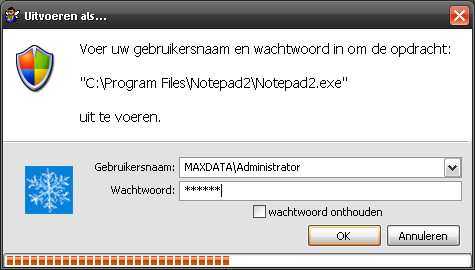 Uitvoeren als...
Voer uw gebruikersnaam en wachtwoord in om de opdracht:
"C:\Program Files\Notepad2\Notepad2.exe"
uit te voeren.
Gebruikersnaam: MAXDATA\Administrator
Wachtwoord: ******
wachtwoord onthouden
OK Annuleren